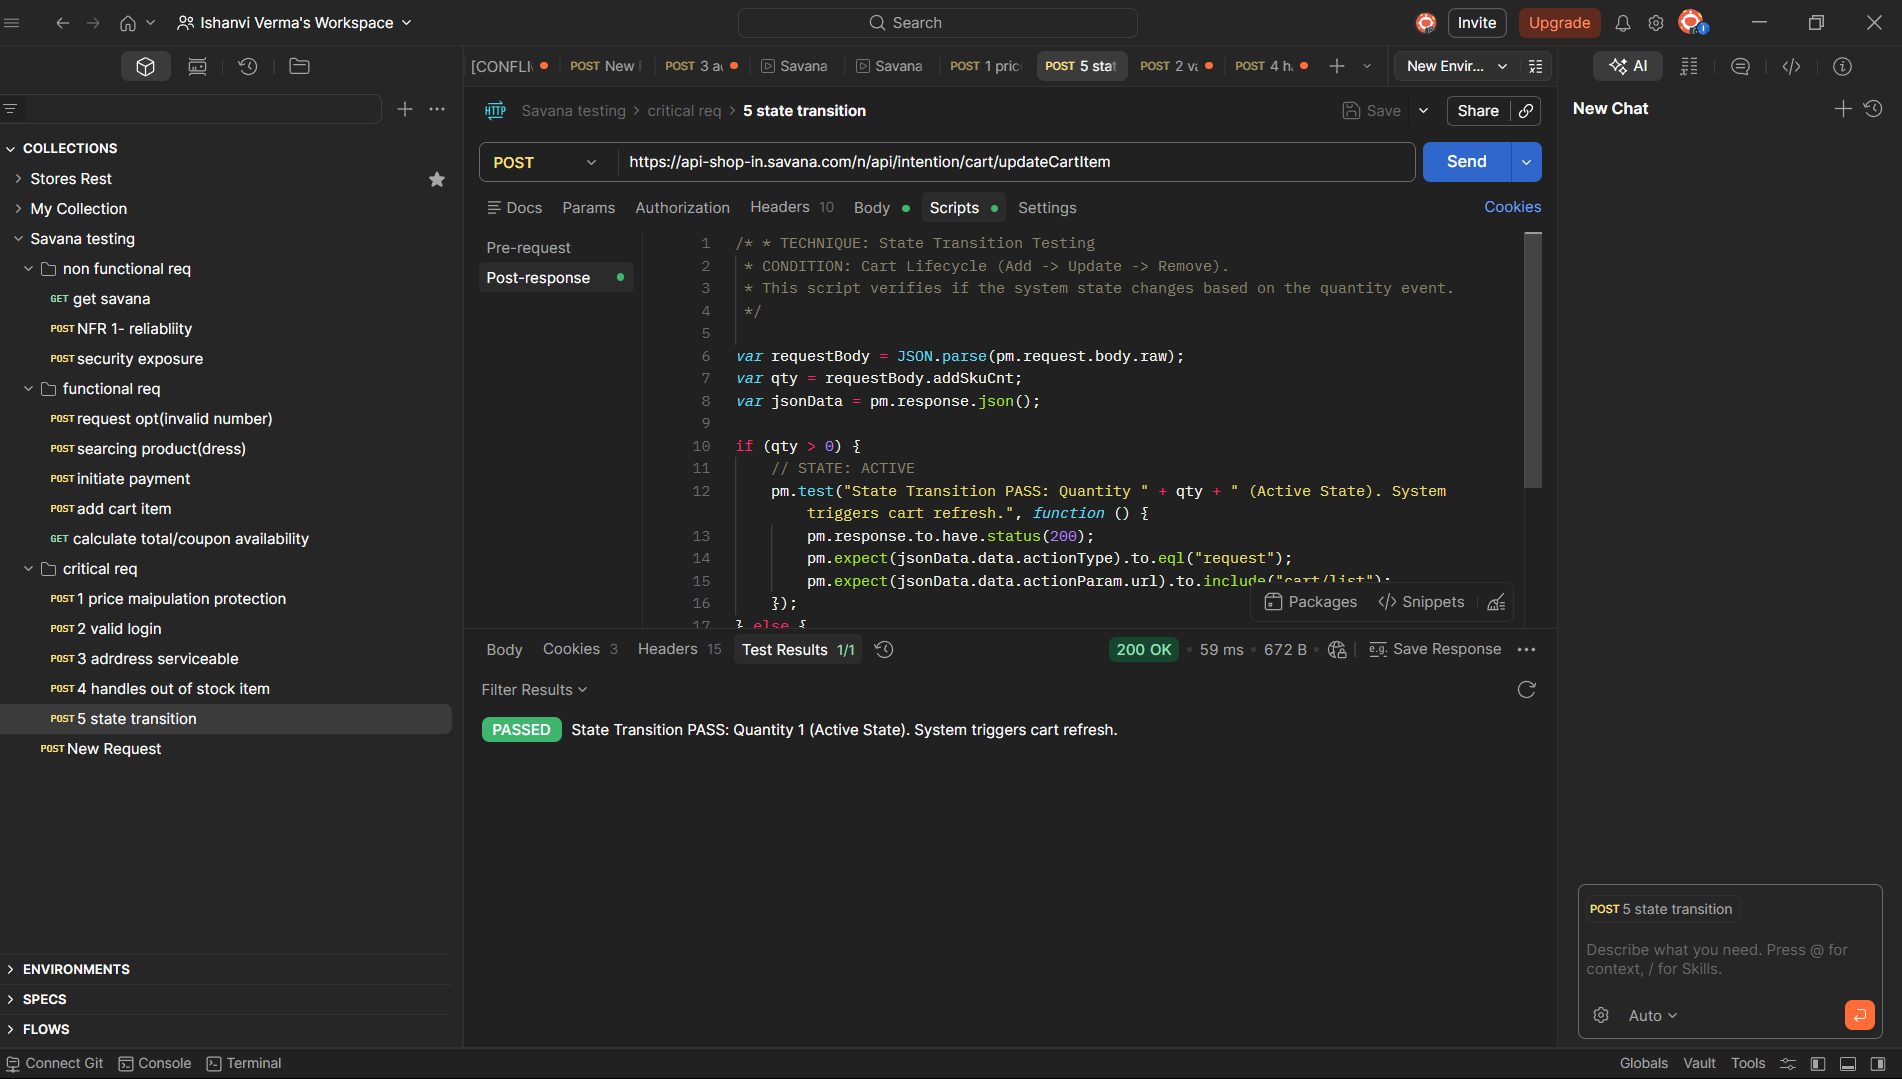 Ishanvi Verma's Workspace
Search
Invite
Upgrade
[CONFLI
POST New
POST 3 a
Savana
Savana
POST 1 pric
POST 5 stat
POST 2 va
POST 4 h
New Envir...
AI
HTTP Savana testing > critical req > 5 state transition
Save
Share
New Chat
COLLECTIONS
Stores Rest
My Collection
Savana testing
non functional req
GET get savana
POST NFR 1- reliabliity
POST security exposure
functional req
POST request opt(invalid number)
POST searcing product(dress)
POST initiate payment
POST add cart item
GET calculate total/coupon availability
critical req
POST 1 price maipulation protection
POST 2 valid login
POST 3 adrdress serviceable
POST 4 handles out of stock item
POST 5 state transition
POST New Request
ENVIRONMENTS
SPECS
FLOWS
POST
https://api-shop-in.savana.com/n/api/intention/cart/updateCartItem
Send
Docs
Params
Authorization
Headers 10
Body
Scripts
Settings
Cookies
Pre-request
Post-response
1 /* * TECHNIQUE: State Transition Testing
2 * CONDITION: Cart Lifecycle (Add -> Update -> Remove).
3 * This script verifies if the system state changes based on the quantity event.
4 */
5
6 var requestBody = JSON.parse(pm.request.body.raw);
7 var qty = requestBody.addSkuCnt;
8 var jsonData = pm.response.json();
9
10 if (qty > 0) {
11 // STATE: ACTIVE
12 pm.test("State Transition PASS: Quantity " + qty + " (Active State). System
triggers cart refresh.", function () {
13 pm.response.to.have.status(200);
14 pm.expect(jsonData.data.actionType).to.eql("request");
15 pm.expect(jsonData.data.actionParam.url).to.include("cart/list");
16 });
17 } else {
Packages
Snippets
Body
Cookies 3
Headers 15
Test Results 1/1
200 OK
59 ms
672 B
e.g. Save Response
Filter Results
PASSED State Transition PASS: Quantity 1 (Active State). System triggers cart refresh.
POST 5 state transition
Describe what you need. Press @ for
context, / for Skills.
Auto
Connect Git
Console
Terminal
Globals
Vault
Tools